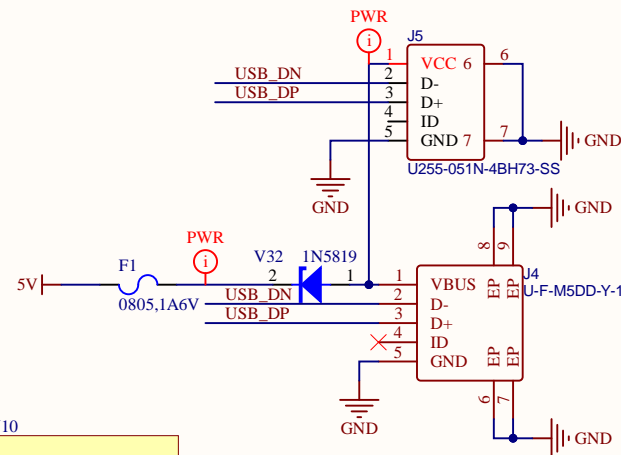 PWR
i
J5
1 VCC 6 6
USB_DN 2 D-
USB_DP 3 D+
4 ID
5 GND 7 7 GND
U255-051N-4BH73-SS
GND
GND
8 9
PWR
i
V32 1N5819
J4
F1 2 1 1 VBUS EP EP U-F-M5DD-Y-1
5V
0805,1A6V
USB_DN 2 D-
USB_DP 3 D+
4 ID
5 GND EP EP
6 7
GND
GND
10